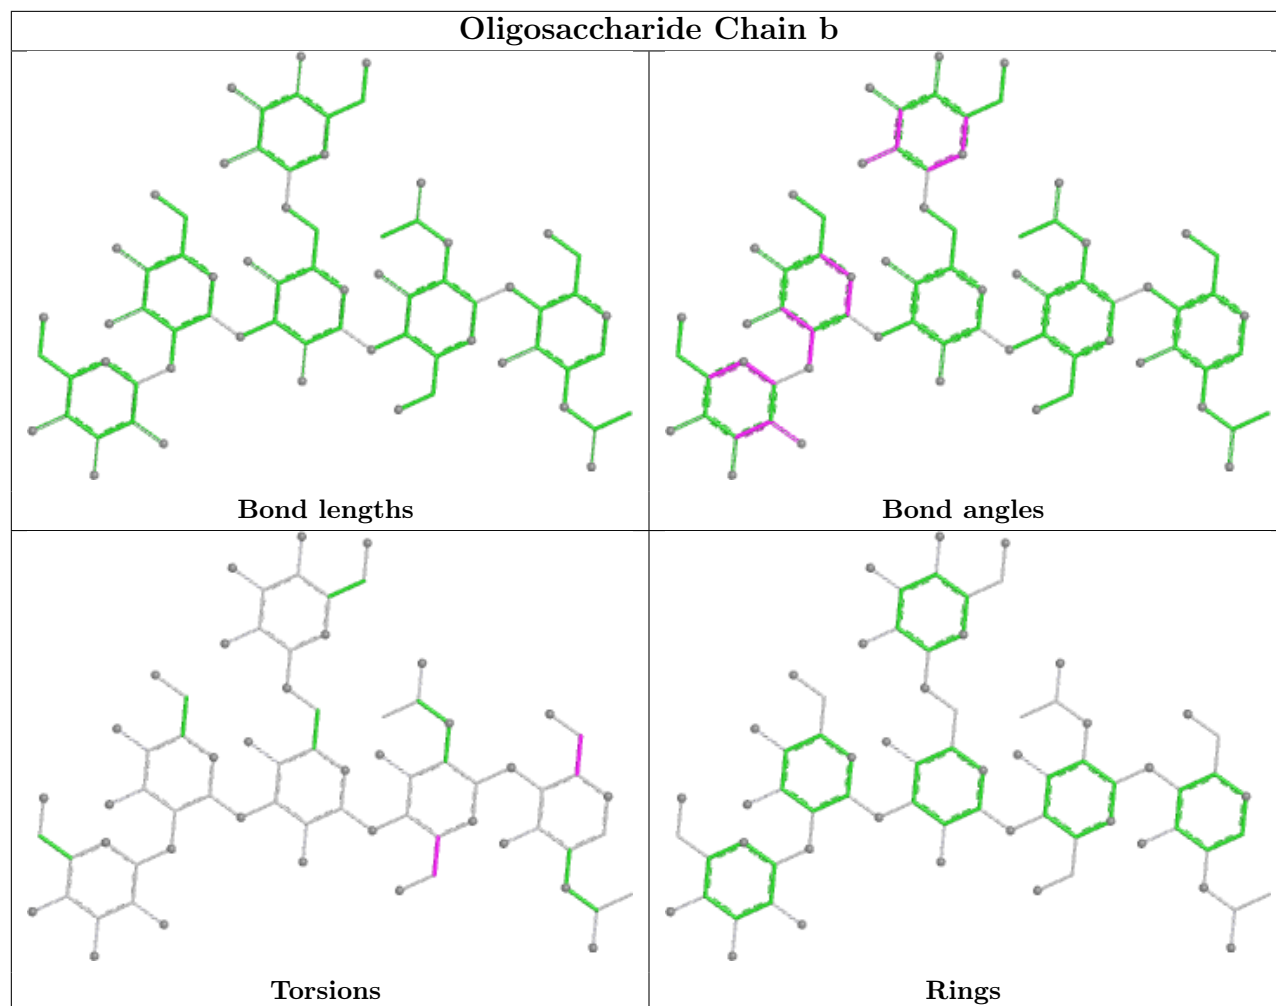 Oligosaccharide Chain b
Bond lengths
Bond angles
Torsions
Rings